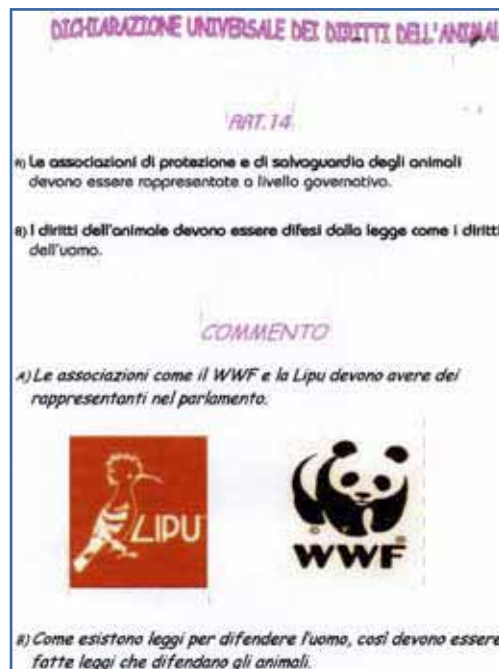 DICHIARAZIONE UNIVERSALE DEI DIRITTI DELL'ANIMAL
ART.14
A) Le associazioni di protezione e di salvaguardia degli animali
devono essere rappresentate a livello governativo.
B) I diritti dell'animale devono essere difesi dalla legge come i diritti
dell'uomo.
COMMENTO
A) Le associazioni come il WWF e la Lipu devono avere dei
rappresentanti nel parlamento.
LIPU
WWF
B) Come esistono leggi per difendere l'uomo, così devono essere
fatte leggi che difendano gli animali.